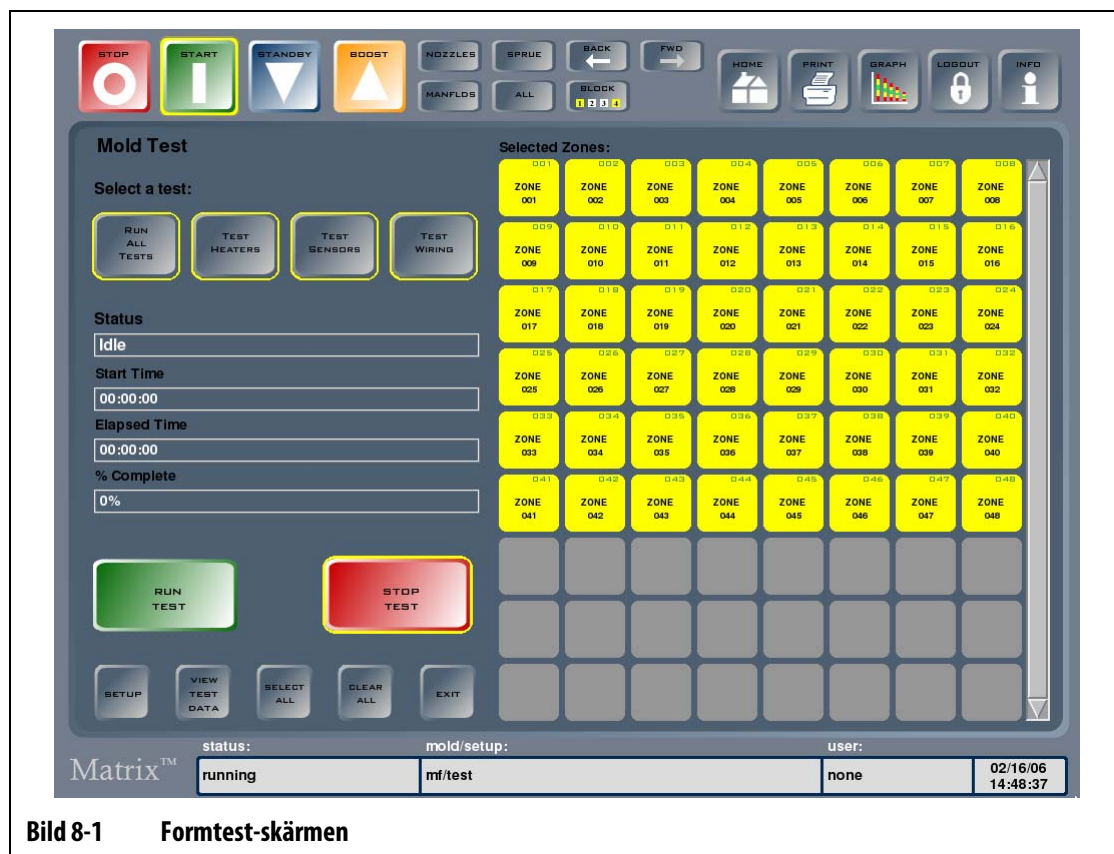 STOP START STANDBY BOOST NOZZLES SPRUE BACK FWD HOME PRINT GRAPH LOGOUT INFO
MANFLDS ALL BLOCK
1 2 3 4
Mold Test
Selected Zones:
Select a test:
RUN ALL TESTS
TEST HEATERS
TEST SENSORS
TEST WIRING
Status
Idle
Start Time
00:00:00
Elapsed Time
00:00:00
% Complete
0%
RUN TEST
STOP TEST
SETUP
VIEW TEST DATA
SELECT ALL
CLEAR ALL
EXIT
001 002 003 004 005 006 007 008
ZONE ZONE ZONE ZONE ZONE ZONE ZONE ZONE
001 002 003 004 005 006 007 008
009 010 011 012 013 014 015 016
ZONE ZONE ZONE ZONE ZONE ZONE ZONE ZONE
009 010 011 012 013 014 015 016
017 018 019 020 021 022 023 024
ZONE ZONE ZONE ZONE ZONE ZONE ZONE ZONE
017 018 019 020 021 022 023 024
025 026 027 028 029 030 031 032
ZONE ZONE ZONE ZONE ZONE ZONE ZONE ZONE
025 026 027 028 029 030 031 032
033 034 035 036 037 038 039 040
ZONE ZONE ZONE ZONE ZONE ZONE ZONE ZONE
033 034 035 036 037 038 039 040
041 042 043 044 045 046 047 048
ZONE ZONE ZONE ZONE ZONE ZONE ZONE ZONE
041 042 043 044 045 046 047 048
status: mold/setup: user:
Matrix™ running mf/test none 02/16/06
14:48:37
Bild 8-1 Formtest-skärmen